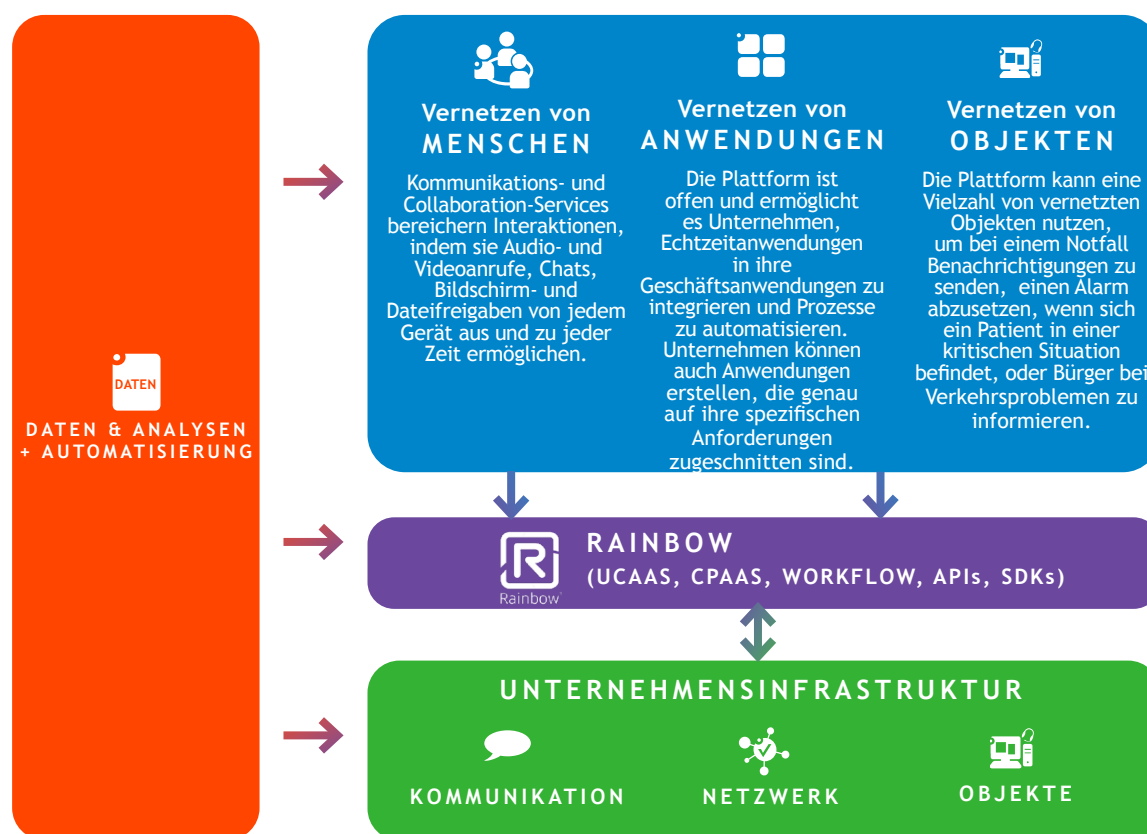 DATEN
DATEN & ANALYSEN
+ AUTOMATISIERUNG
Vernetzen von
MENSCHEN
Kommunikations- und
Collaboration-Services
bereichern Interaktionen,
indem sie Audio- und
Videoanrufe, Chats,
Bildschirm- und
Dateifreigaben von jedem
Gerät aus und zu jeder
Zeit ermöglichen.
Vernetzen von
ANWENDUNGEN
Die Plattform ist
offen und ermöglicht
es Unternehmen,
Echtzeitanwendungen
in ihre
Geschäftsanwendungen zu
integrieren und Prozesse
zu automatisieren.
Unternehmen können
auch Anwendungen
erstellen, die genau
auf ihre spezifischen
Anforderungen
zugeschnitten sind.
Vernetzen von
OBJEKTEN
Die Plattform kann eine
Vielzahl von vernetzten
Objekten nutzen,
um bei einem Notfall
Benachrichtigungen zu
senden, einen Alarm
abzusetzen, wenn sich
ein Patient in einer
kritischen Situation
befindet, oder Bürger bei
Verkehrsproblemen zu
informieren.
R
Rainbow
RAINBOW
(UCAAS, CPAAS, WORKFLOW, APIs, SDKs)
UNTERNEHMENSINFRASTRUKTUR
KOMMUNIKATION
NETZWERK
OBJEKTE